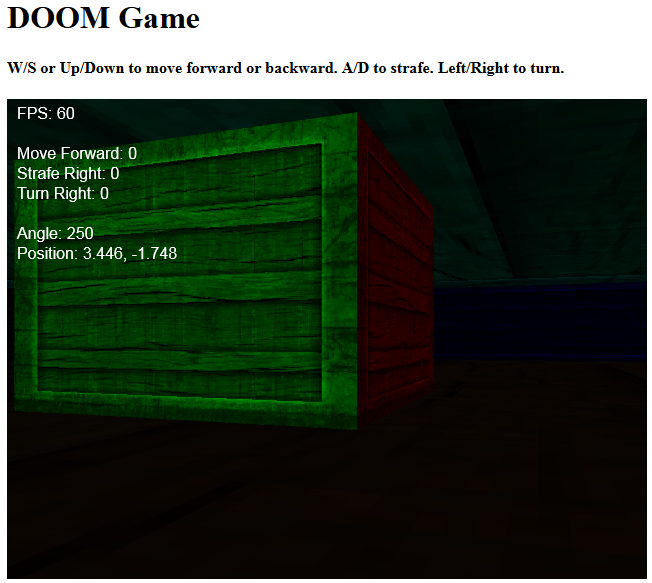 DOOM Game
W/S or Up/Down to move forward or backward. A/D to strafe. Left/Right to turn.
FPS: 60
Move Forward: 0
Strafe Right: 0
Turn Right: 0
Angle: 250
Position: 3.446, -1.748